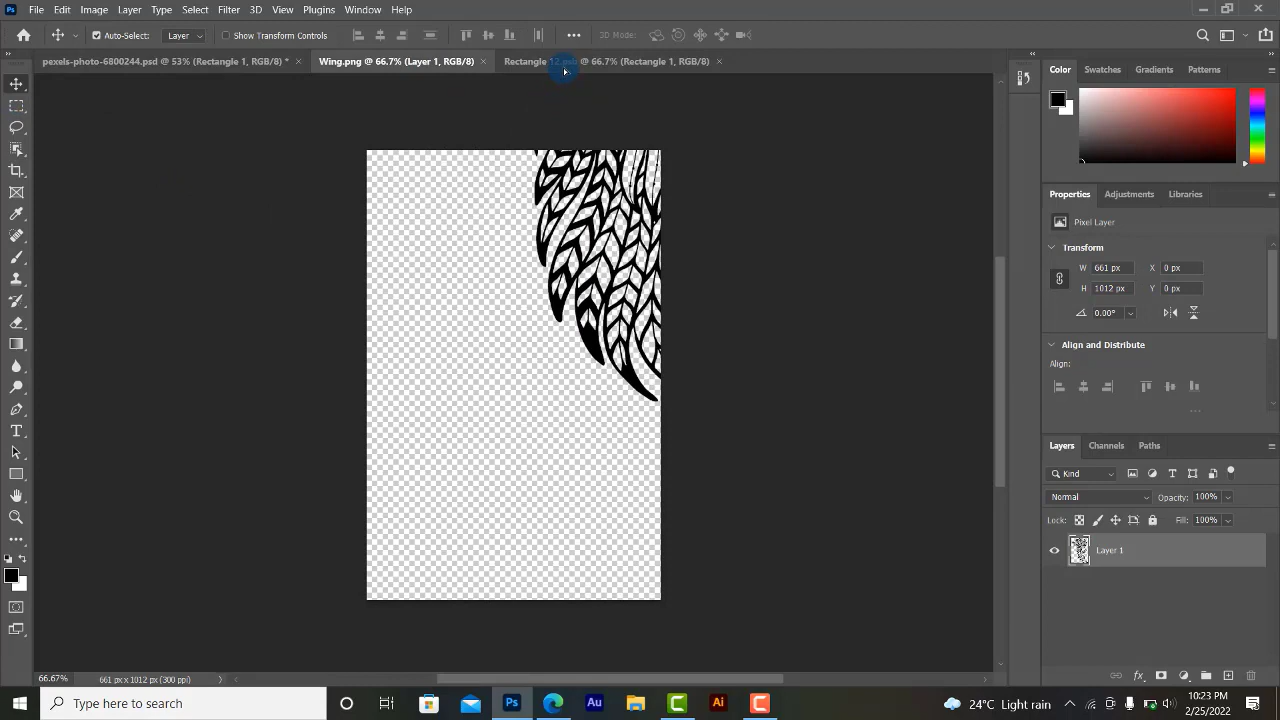 Ps File Edit Image Layer Type Select Filter 3D View Plugins Window Help
Auto-Select: Layer Show Transform Controls 3D Mode:
pexels-photo-6800244.psd @ 53% (Rectangle 1, RGB/8) * Wing.png @ 66.7% (Layer 1, RGB/8) Rectangle @ 66.7% (Rectangle 1, RGB/8)
Color Swatches Gradients Patterns
Properties Adjustments Libraries
Pixel Layer
Transform
W 661 px X 0 px
H 1012 px Y 0 px
0.00°
Align and Distribute
Align:
Layers Channels Paths
Kind
Normal Opacity: 100%
Lock: Fill: 100%
Layer 1
66.67% 661 px x 1012 px (300 ppi)
Type here to search Au Ps Ai 24°C Light rain 10:23 PM
2/25/2022